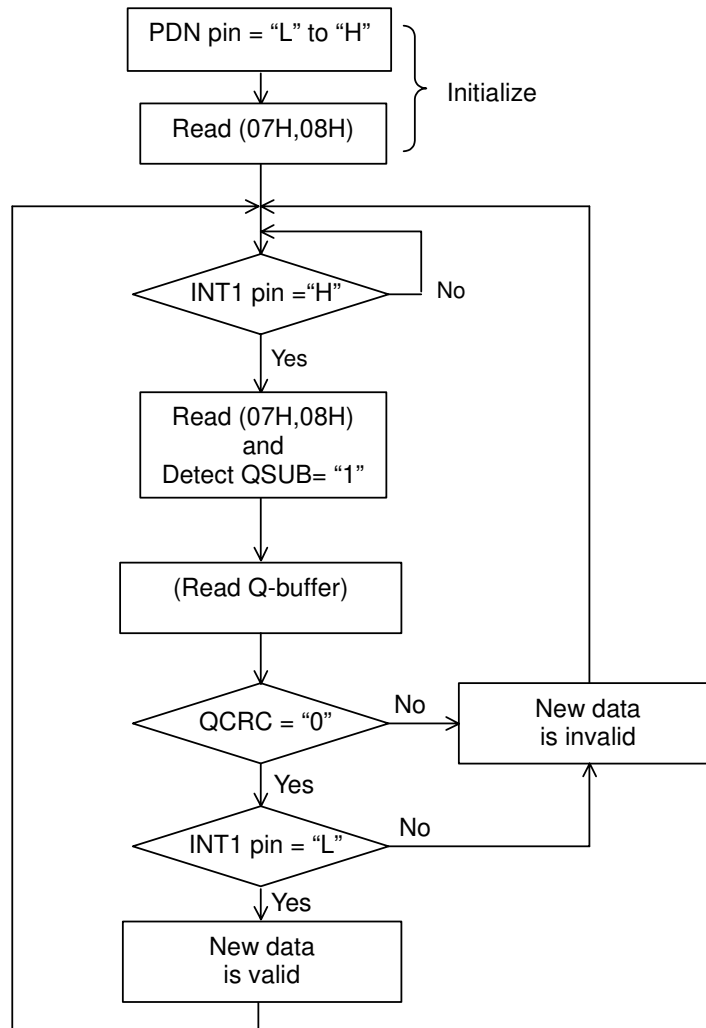 PDN pin = “L” to “H”
Initialize
Read (07H,08H)
INT1 pin =“H”
No
Yes
Read (07H,08H)
and
Detect QSUB= “1”
(Read Q-buffer)
QCRC = “0”
No
New data
is invalid
Yes
INT1 pin = “L”
No
Yes
New data
is valid